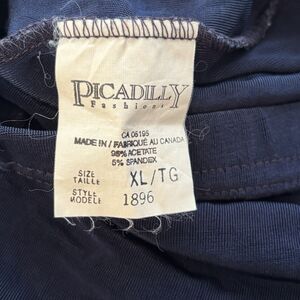 PICADILLY
Fashions
CA 06195
MADE IN / FABRIQUÉ AU CANADA
95% ACETATE
5% SPANDEX
SIZE
TAILLE
XL/TG
STYLE
MODELE
1896